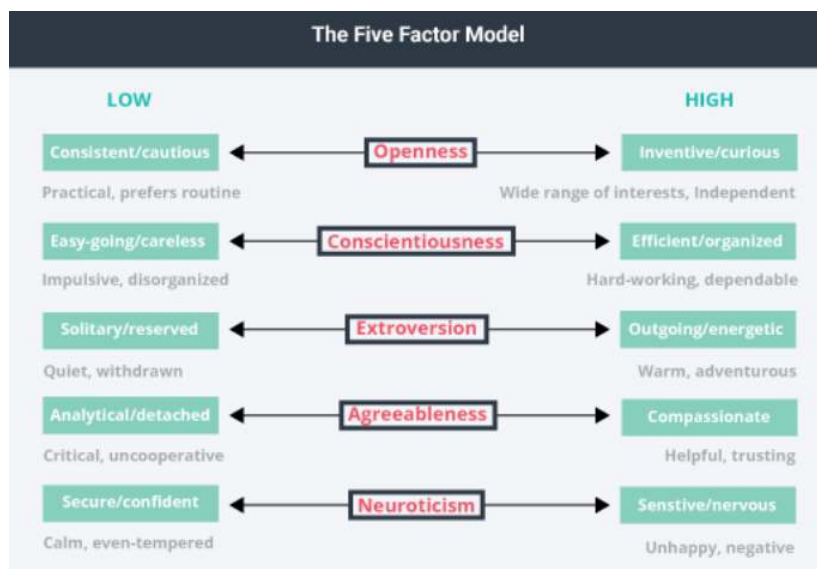 The Five Factor Model
LOW HIGH
Consistent/cautious Openness Inventive/curious
Practical, prefers routine Wide range of interests, Independent
Easy-going/careless Conscientiousness Efficient/organized
Impulsive, disorganized Hard-working, dependable
Solitary/reserved Extroversion Outgoing/energetic
Quiet, withdrawn Warm, adventurous
Analytical/detached Agreeableness Compassionate
Critical, uncooperative Helpful, trusting
Secure/confident Neuroticism Senstive/nervous
Calm, even-tempered Unhappy, negative